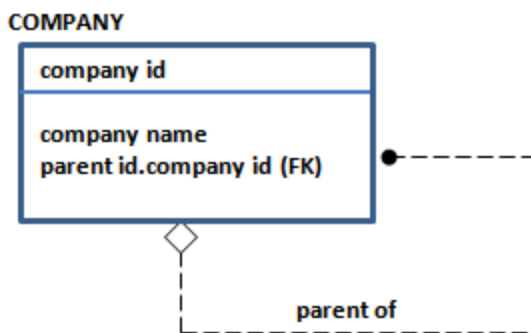 COMPANY
company id
company name
parent id.company id (FK)
parent of